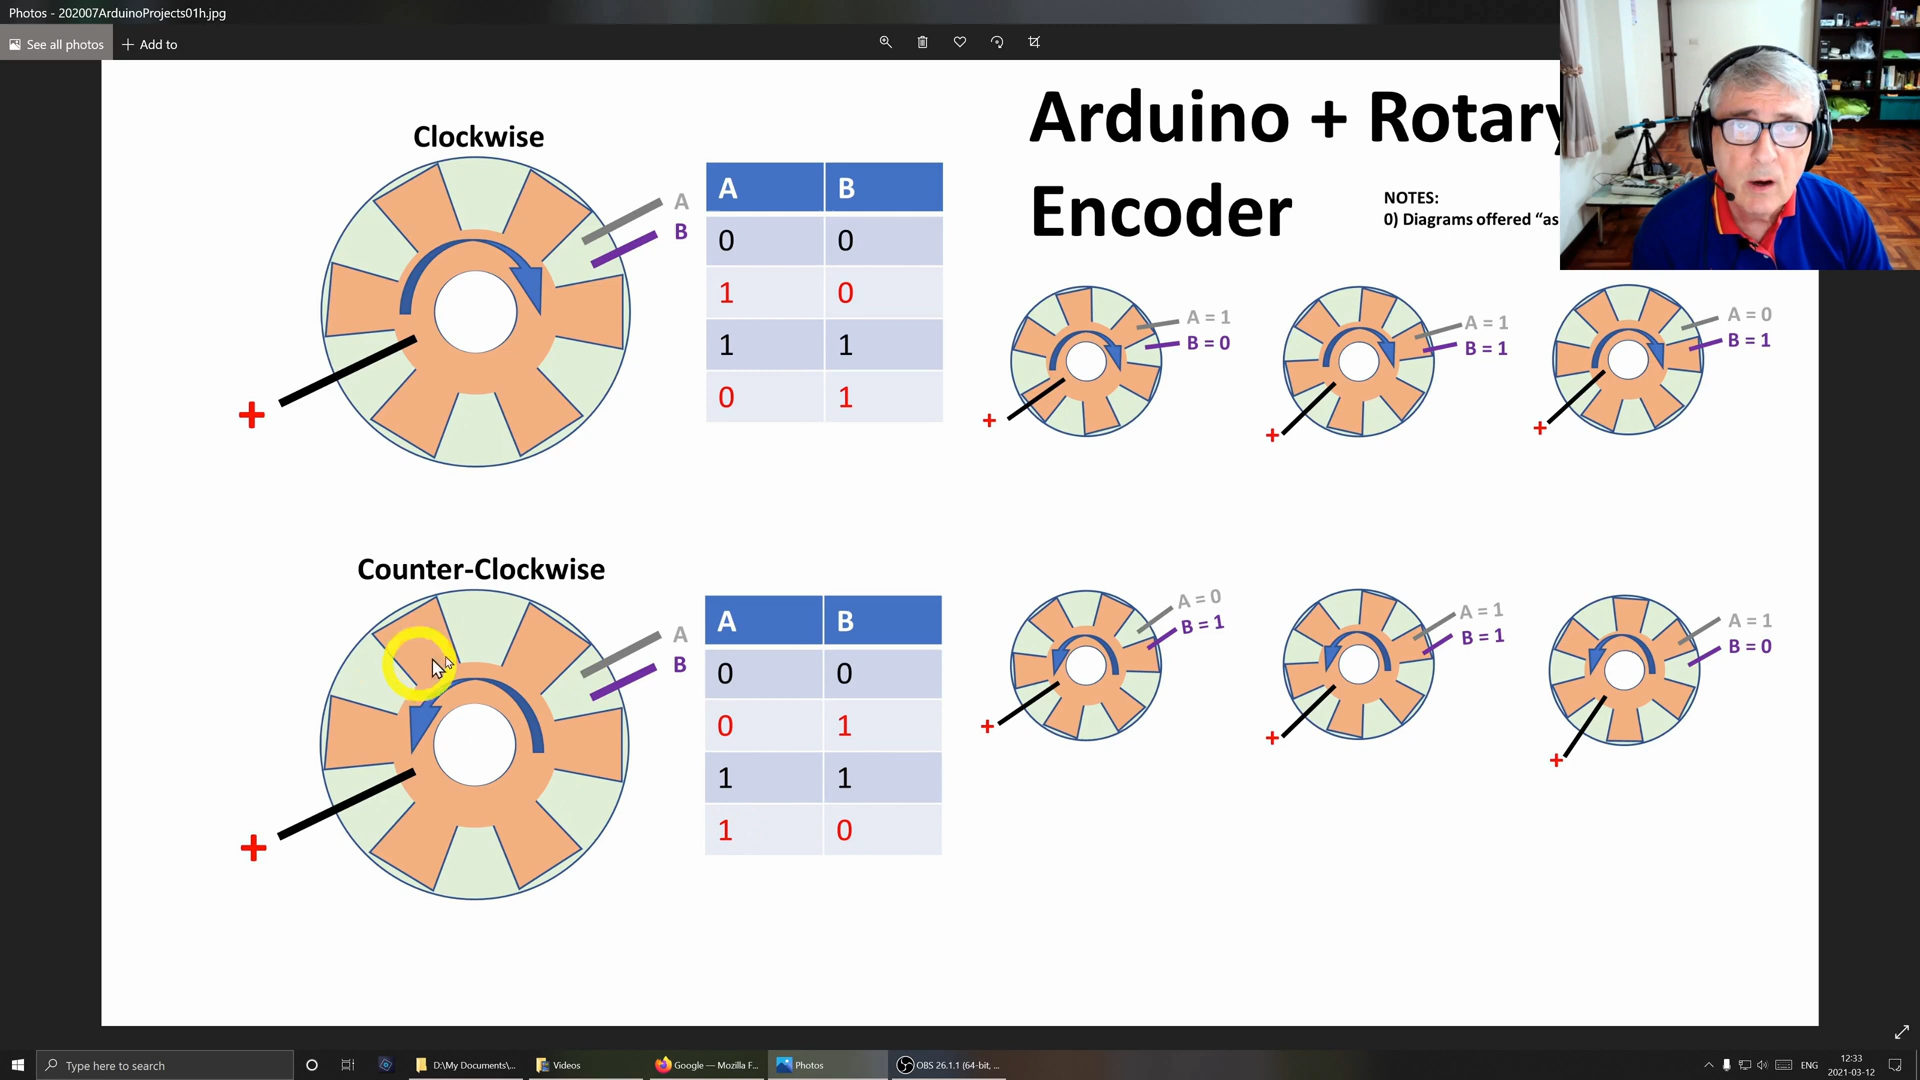 Photos - 202007ArduinoProjects01h.jpg
See all photos
Add to
Arduino + Rotary
Encoder
NOTES:
0) Diagrams offered “as
Clockwise
A
B
+
A B
0 0
1 0
1 1
0 1
A = 1
B = 0
+
A = 1
B = 1
+
A = 0
B = 1
+
Counter-Clockwise
A
B
+
A B
0 0
0 1
1 1
1 0
A = 0
B = 1
+
A = 1
B = 1
+
A = 1
B = 0
+
Type here to search
D:\My Documents\...
Videos
Google — Mozilla F...
Photos
OBS 26.1.1 (64-bit, ...
ENG
12:33
2021-03-12